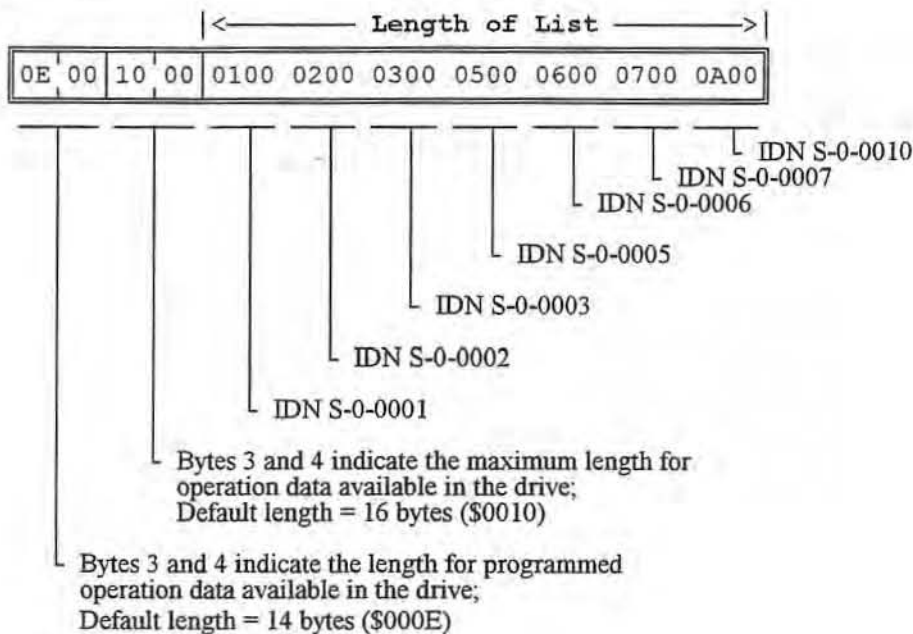 |<—— Length of List ——>|
0E 00 10 00 0100 0200 0300 0500 0600 0700 0A00
IDN S-0-0010
IDN S-0-0007
IDN S-0-0006
IDN S-0-0005
IDN S-0-0003
IDN S-0-0002
IDN S-0-0001
Bytes 3 and 4 indicate the maximum length for
operation data available in the drive;
Default length = 16 bytes ($0010)
Bytes 3 and 4 indicate the length for programmed
operation data available in the drive;
Default length = 14 bytes ($000E)